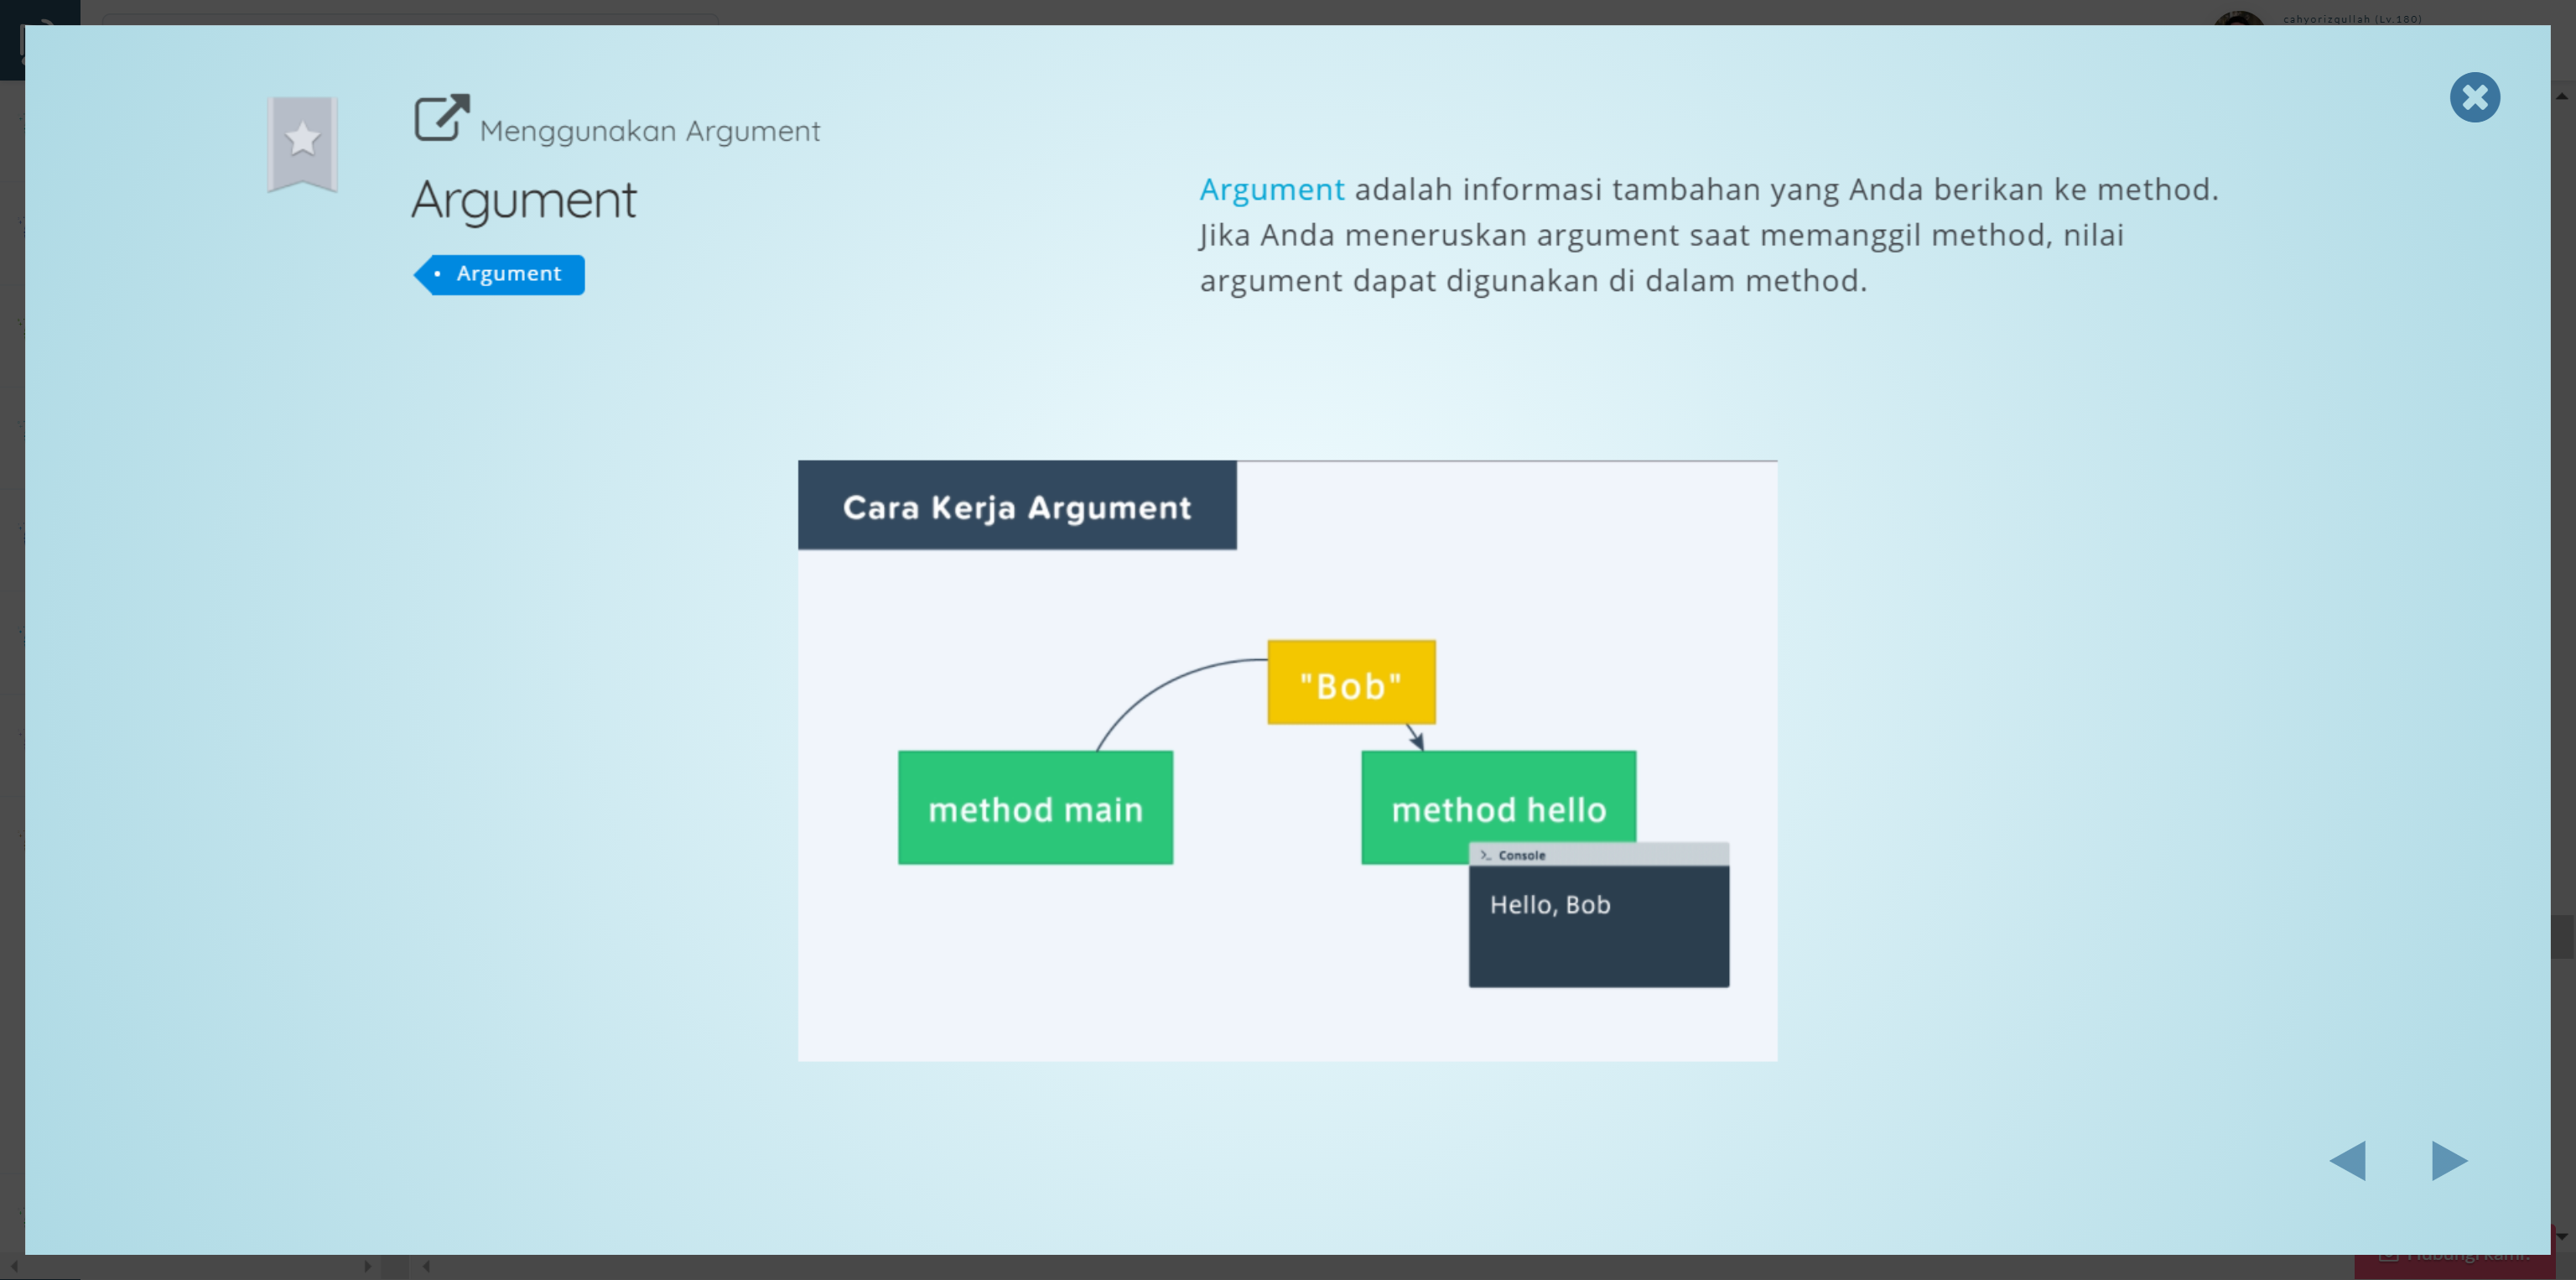 cahyorizqullah (Lv.180)
Menggunakan Argument
Argument
• Argument
Argument adalah informasi tambahan yang Anda berikan ke method.
Jika Anda meneruskan argument saat memanggil method, nilai
argument dapat digunakan di dalam method.
Cara Kerja Argument
"Bob"
method main
method hello
>_ Console
Hello, Bob